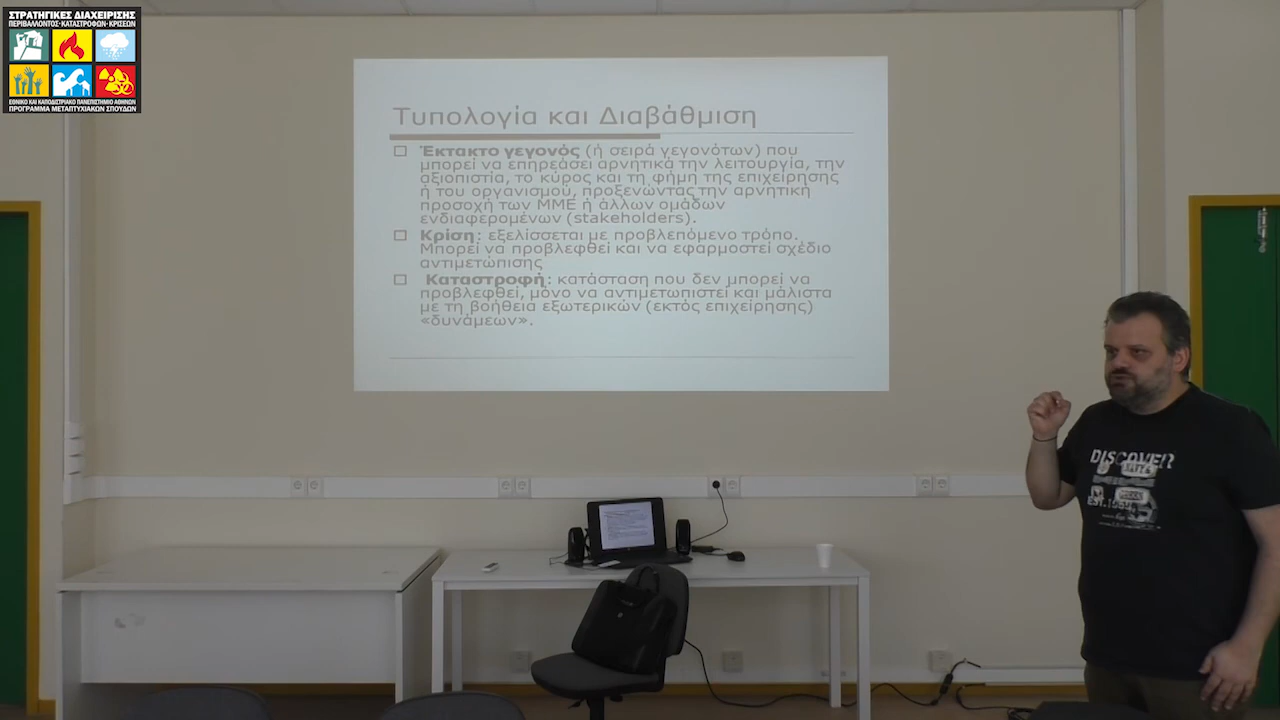 ΣΤΡΑΤΗΓΙΚΕΣ ΔΙΑΧΕΙΡΙΣΗΣ
ΠΕΡΙΒΑΛΛΟΝΤΟΣ·ΚΑΤΑΣΤΡΟΦΩΝ·ΚΡΙΣΕΩΝ
ΕΘΝΙΚΟ ΚΑΙ ΚΑΠΟΔΙΣΤΡΙΑΚΟ ΠΑΝΕΠΙΣΤΗΜΙΟ ΑΘΗΝΩΝ
ΠΡΟΓΡΑΜΜΑ ΜΕΤΑΠΤΥΧΙΑΚΩΝ ΣΠΟΥΔΩΝ
Τυπολογία και Διαβάθμιση
Έκτακτο γεγονός (ή σειρά γεγονότων) που
μπορεί να επηρεάσει αρνητικά την λειτουργία, την
αξιοπιστία, το κύρος και τη φήμη της επιχείρησης
ή του οργανισμού, προξενώντας την αρνητική
προσοχή των ΜΜΕ ή άλλων ομάδων
ενδιαφερομένων (stakeholders).
Κρίση: εξελίσσεται με προβλεπόμενο τρόπο.
Μπορεί να προβλεφθεί και να εφαρμοστεί σχέδιο
αντιμετώπισης
Καταστροφή: κατάσταση που δεν μπορεί να
προβλεφθεί, μόνο να αντιμετωπιστεί και μάλιστα
με τη βοήθεια εξωτερικών (εκτός επιχείρησης)
«δυνάμεων».
DISCOVER